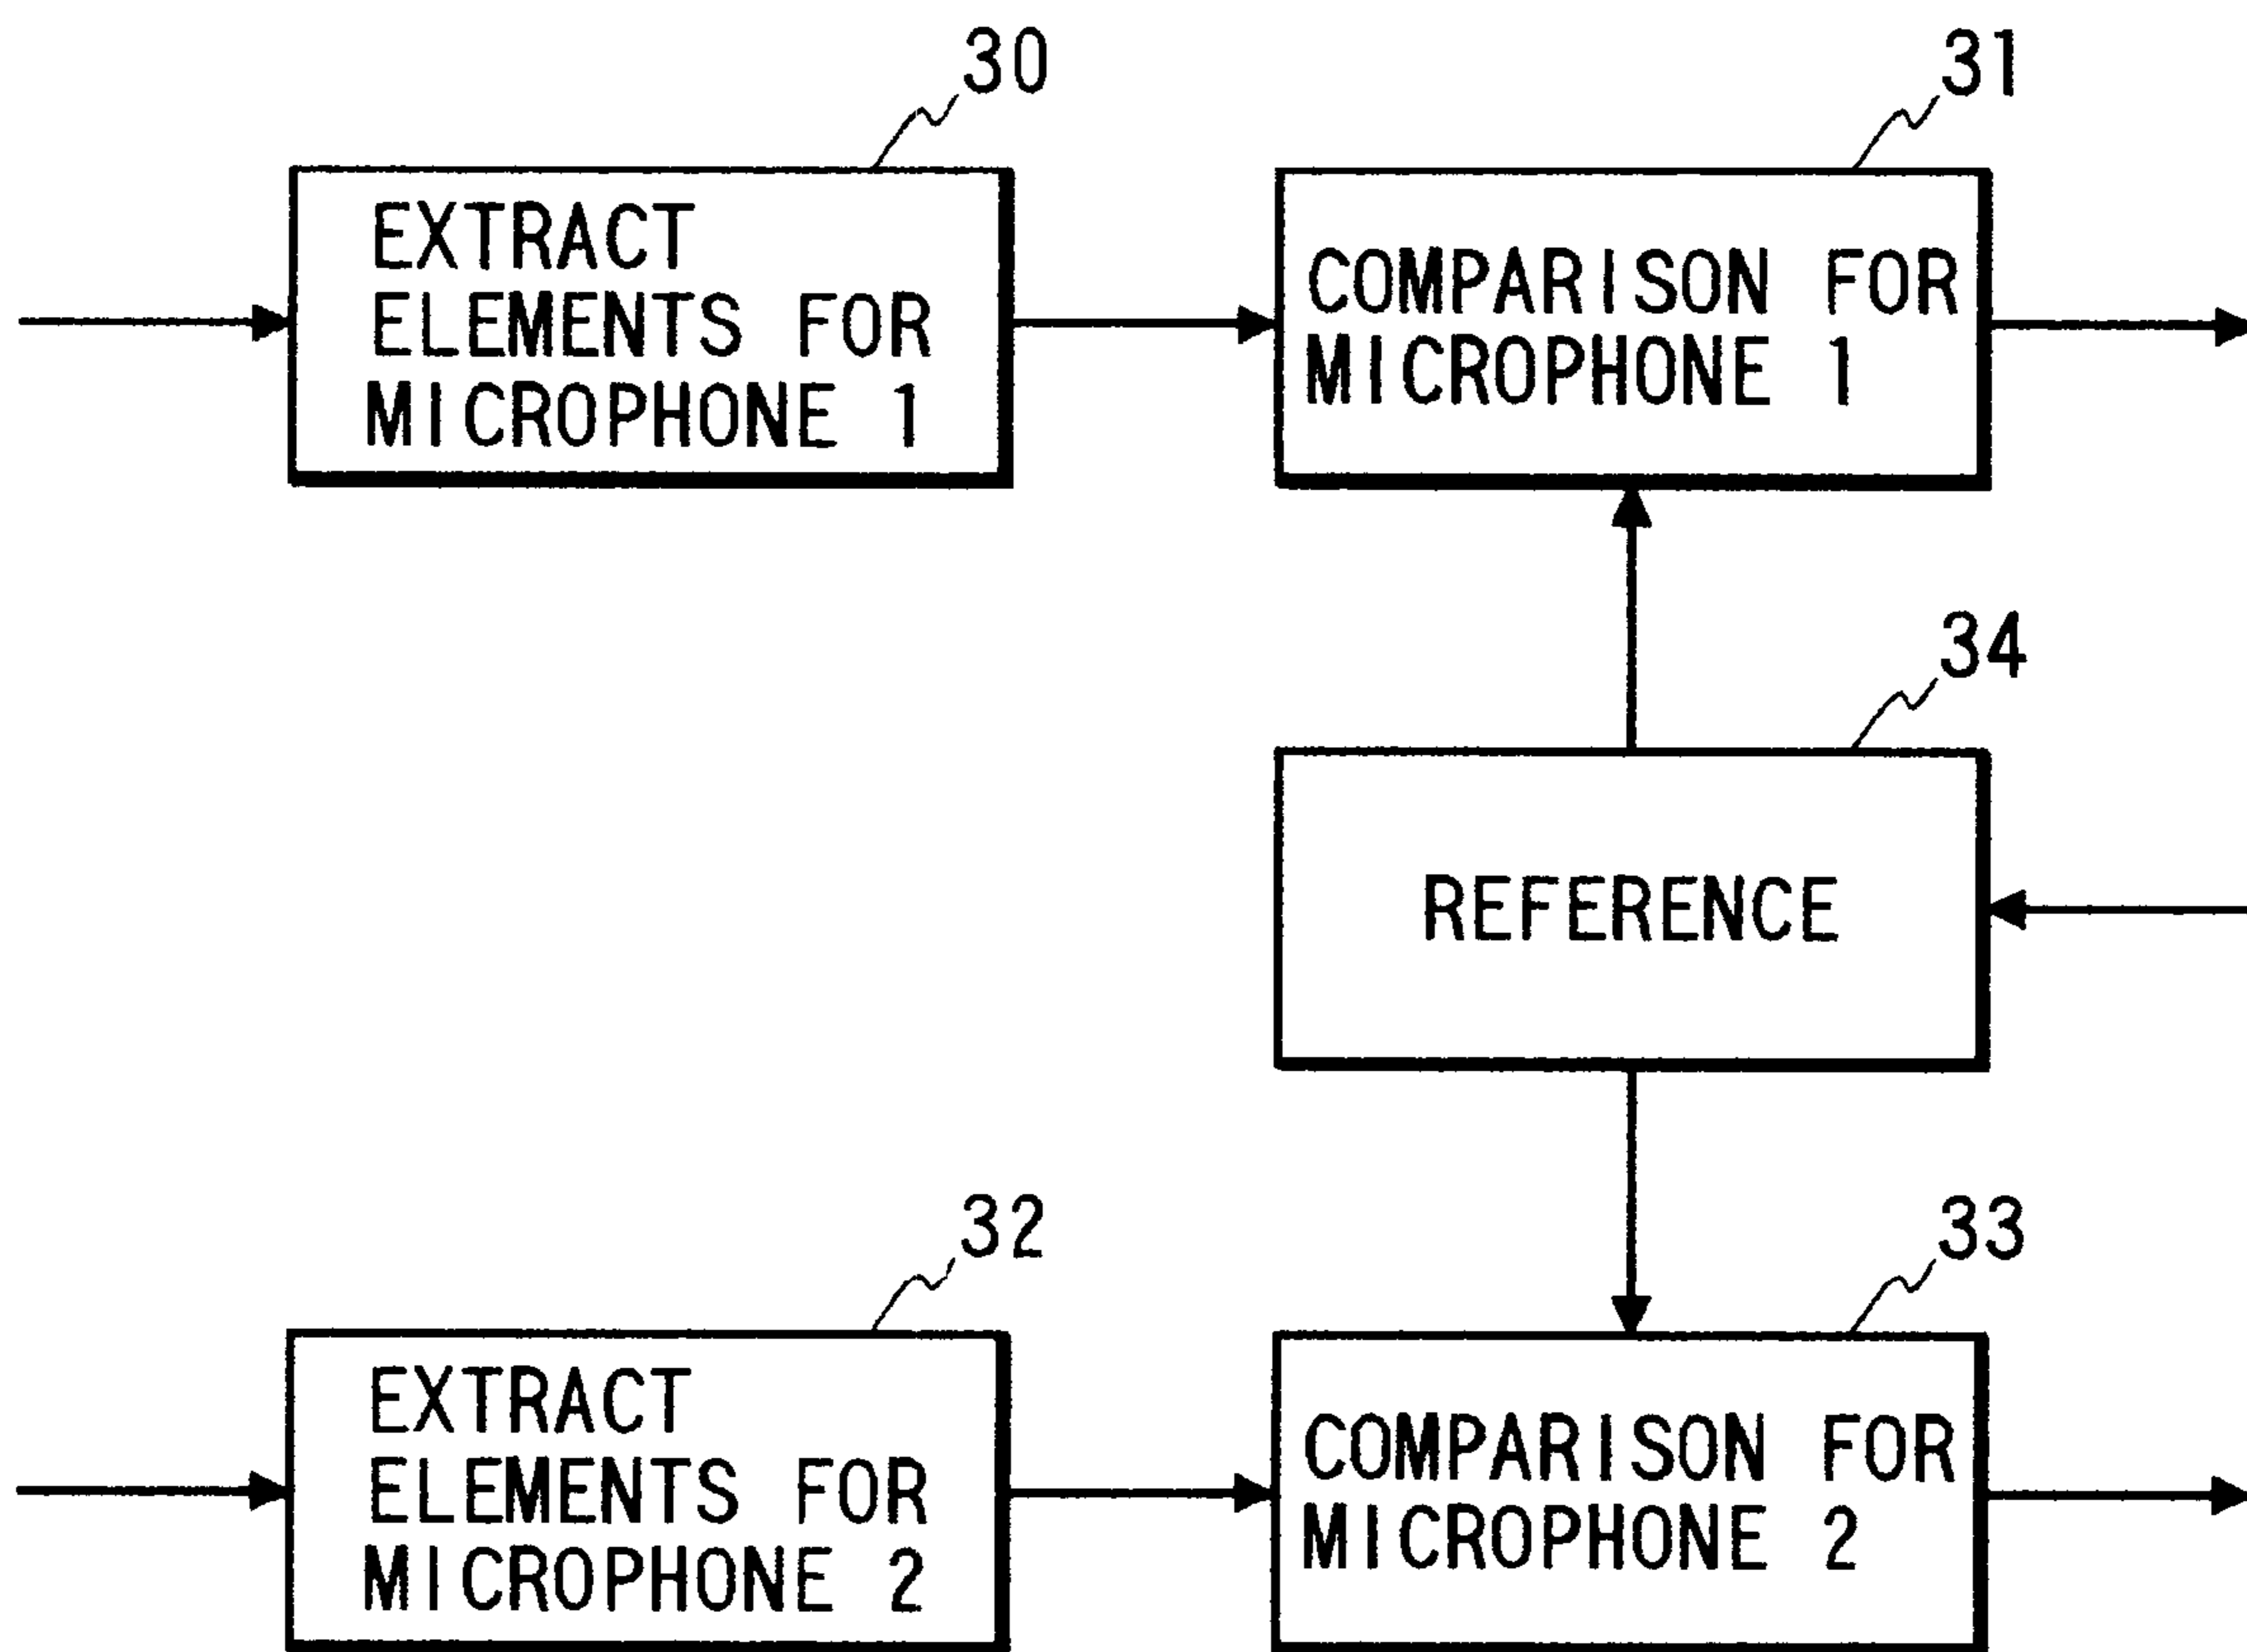 30
EXTRACT
ELEMENTS FOR
MICROPHONE 1
31
COMPARISON FOR
MICROPHONE 1
34
REFERENCE
32
EXTRACT
ELEMENTS FOR
MICROPHONE 2
33
COMPARISON FOR
MICROPHONE 2